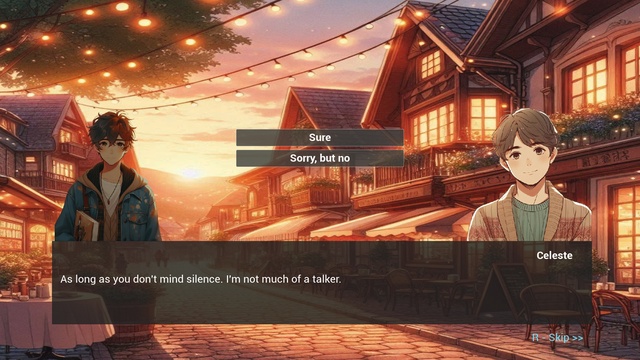 Sure
Sorry, but no
Celeste
As long as you don't mind silence. I'm not much of a talker.
R - Skip >>